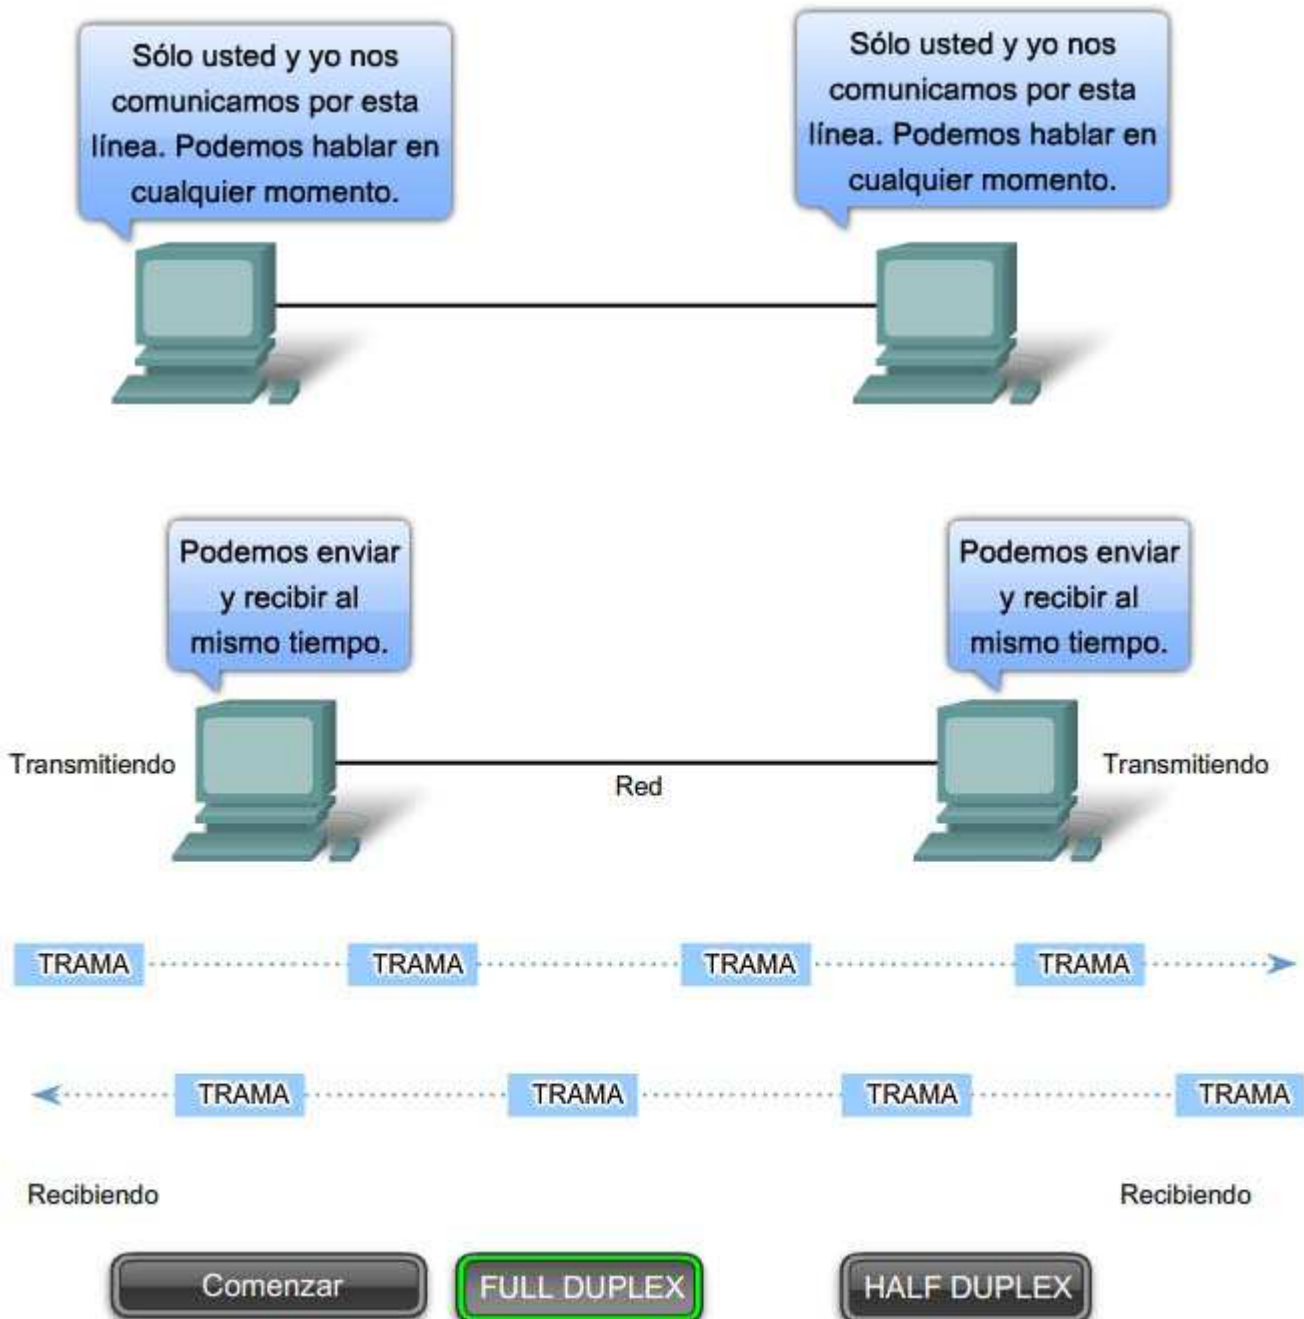 Sólo usted y yo nos
comunicamos por esta
línea. Podemos hablar en
cualquier momento.
Sólo usted y yo nos
comunicamos por esta
línea. Podemos hablar en
cualquier momento.
Podemos enviar
y recibir al
mismo tiempo.
Podemos enviar
y recibir al
mismo tiempo.
Transmitiendo
Red
Transmitiendo
TRAMA TRAMA TRAMA TRAMA
TRAMA TRAMA TRAMA TRAMA
Recibiendo
Recibiendo
Comenzar
FULL DUPLEX
HALF DUPLEX